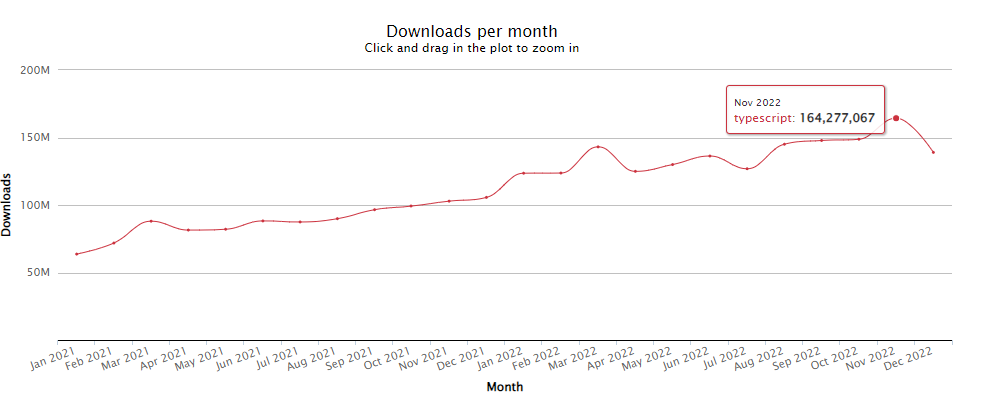 Downloads per month
Click and drag in the plot to zoom in
200M
150M
100M
50M
Downloads
Nov 2022
typescript: 164,277,067
Jan 2021
Feb 2021
Mar 2021
Apr 2021
May 2021
Jun 2021
Jul 2021
Aug 2021
Sep 2021
Oct 2021
Nov 2021
Dec 2021
Jan 2022
Feb 2022
Mar 2022
Apr 2022
May 2022
Jun 2022
Jul 2022
Aug 2022
Sep 2022
Oct 2022
Nov 2022
Dec 2022
Month